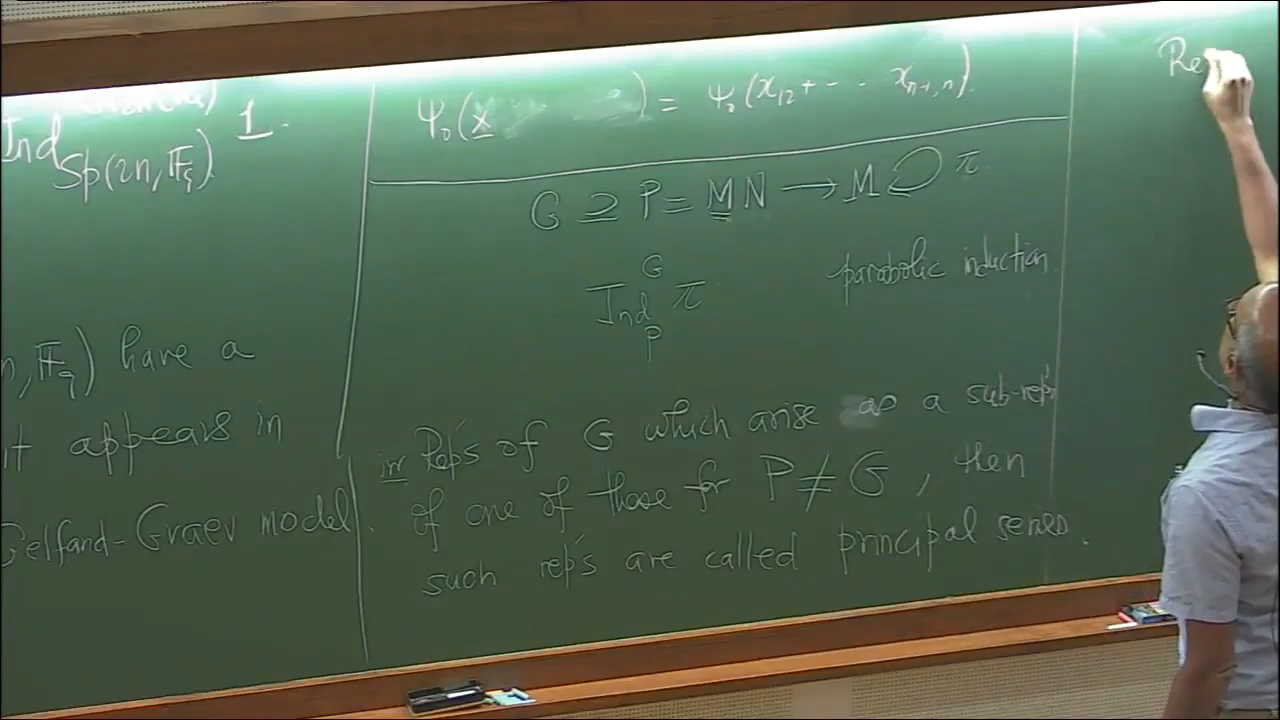 Ind 1.
Sp(2n, 𝔽_q)
n, 𝔽_q) have a
it appears in
Gelfand-Graev model.
Ψ₀(x ) = Ψ₀(x₁₂ + - - x_{n-1,n}).
G ⊇ P = MN → M ↻ π.
Ind_P^G π
parabolic induction
irr Rep's of G which arise as a sub-rep's
of one of those for P ≠ G, then
such rep's are called principal series.
Re